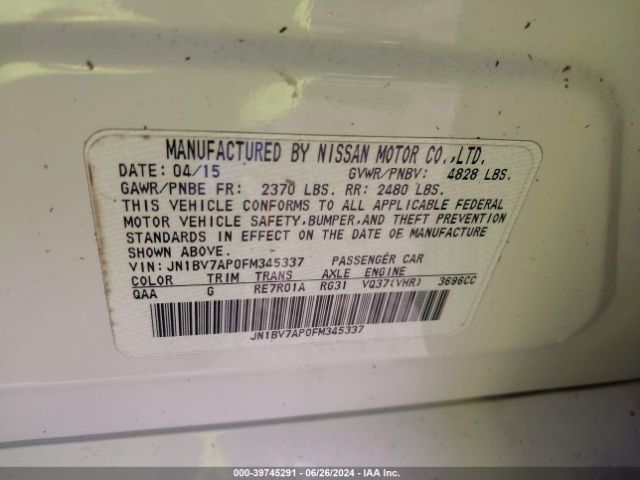 MANUFACTURED BY NISSAN MOTOR CO.,LTD.
DATE: 04/15 GVWR/PNBV: 4828 LBS.
GAWR/PNBE FR: 2370 LBS. RR: 2480 LBS.
THIS VEHICLE CONFORMS TO ALL APPLICABLE FEDERAL
MOTOR VEHICLE SAFETY,BUMPER,AND THEFT PREVENTION
STANDARDS IN EFFECT ON THE DATE OF MANUFACTURE
SHOWN ABOVE.
VIN: JN1BV7AP0FM345337 PASSENGER CAR
COLOR TRIM TRANS AXLE ENGINE
QAA G RE7R01A RG31 VQ37(VHR) 3696CC
JN1BV7AP0FM345337
000-39745291 - 06/26/2024 - IAA Inc.